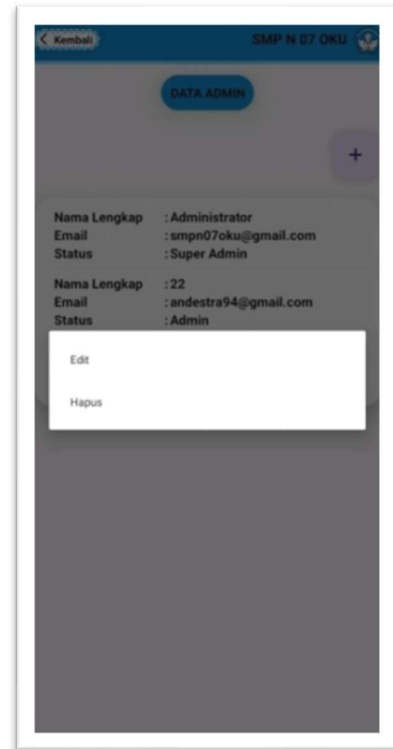 Kembali SMP N 07 OKU
DATA ADMIN
+
Nama Lengkap : Administrator
Email : smpn07oku@gmail.com
Status : Super Admin
Nama Lengkap : 22
Email : andestra94@gmail.com
Status : Admin
Edit
Hapus